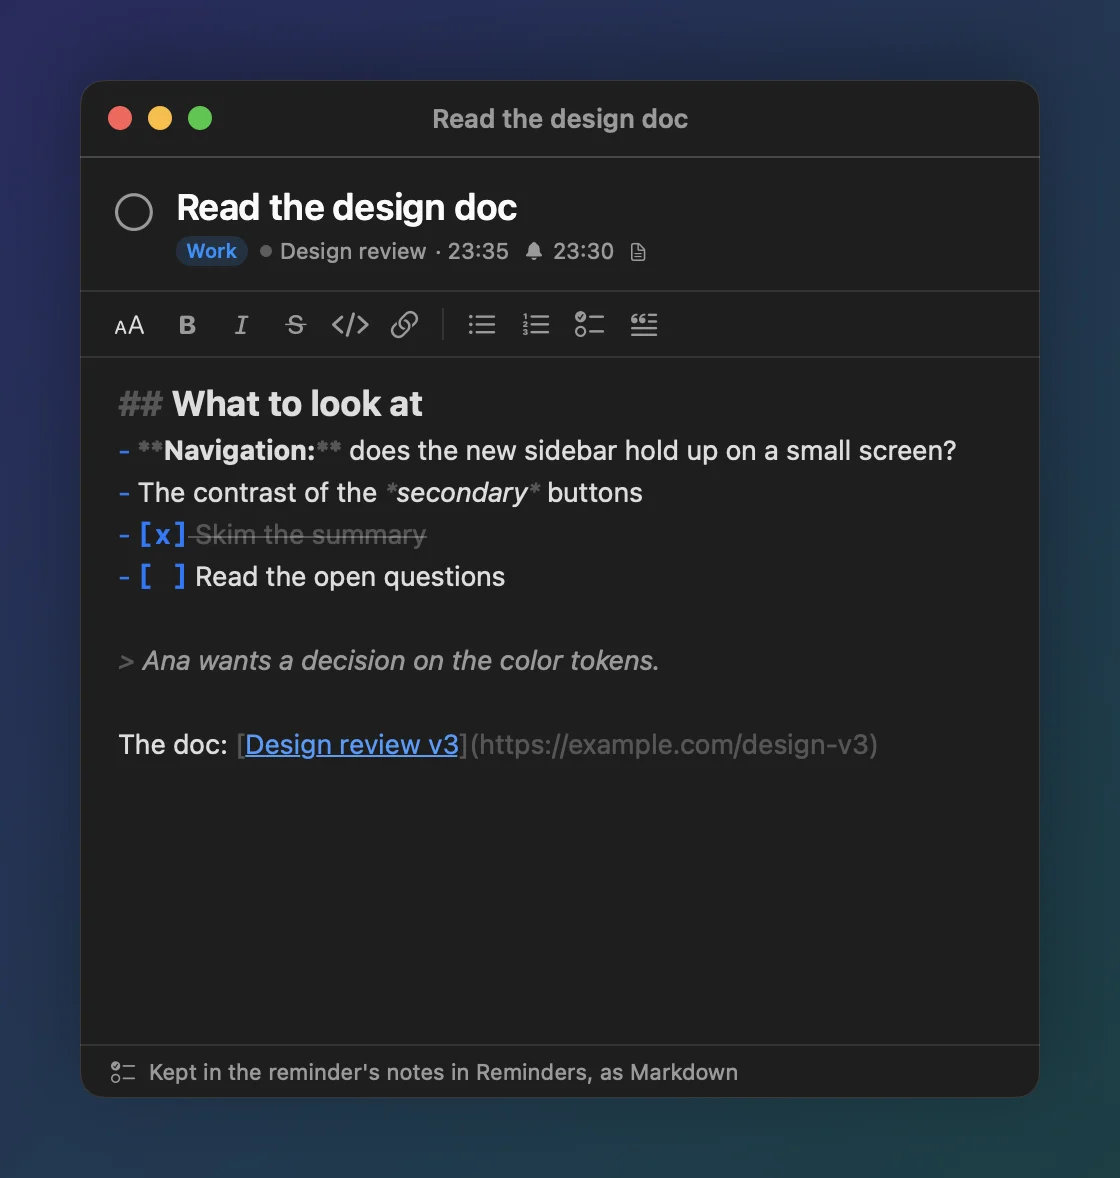 Read the design doc
Read the design doc
Work Design review · 23:35 23:30
AA B I S </>
## What to look at
- **Navigation:** does the new sidebar hold up on a small screen?
- The contrast of the *secondary* buttons
- [x] Skim the summary
- [ ] Read the open questions
> Ana wants a decision on the color tokens.
The doc: [Design review v3](https://example.com/design-v3)
Kept in the reminder's notes in Reminders, as Markdown